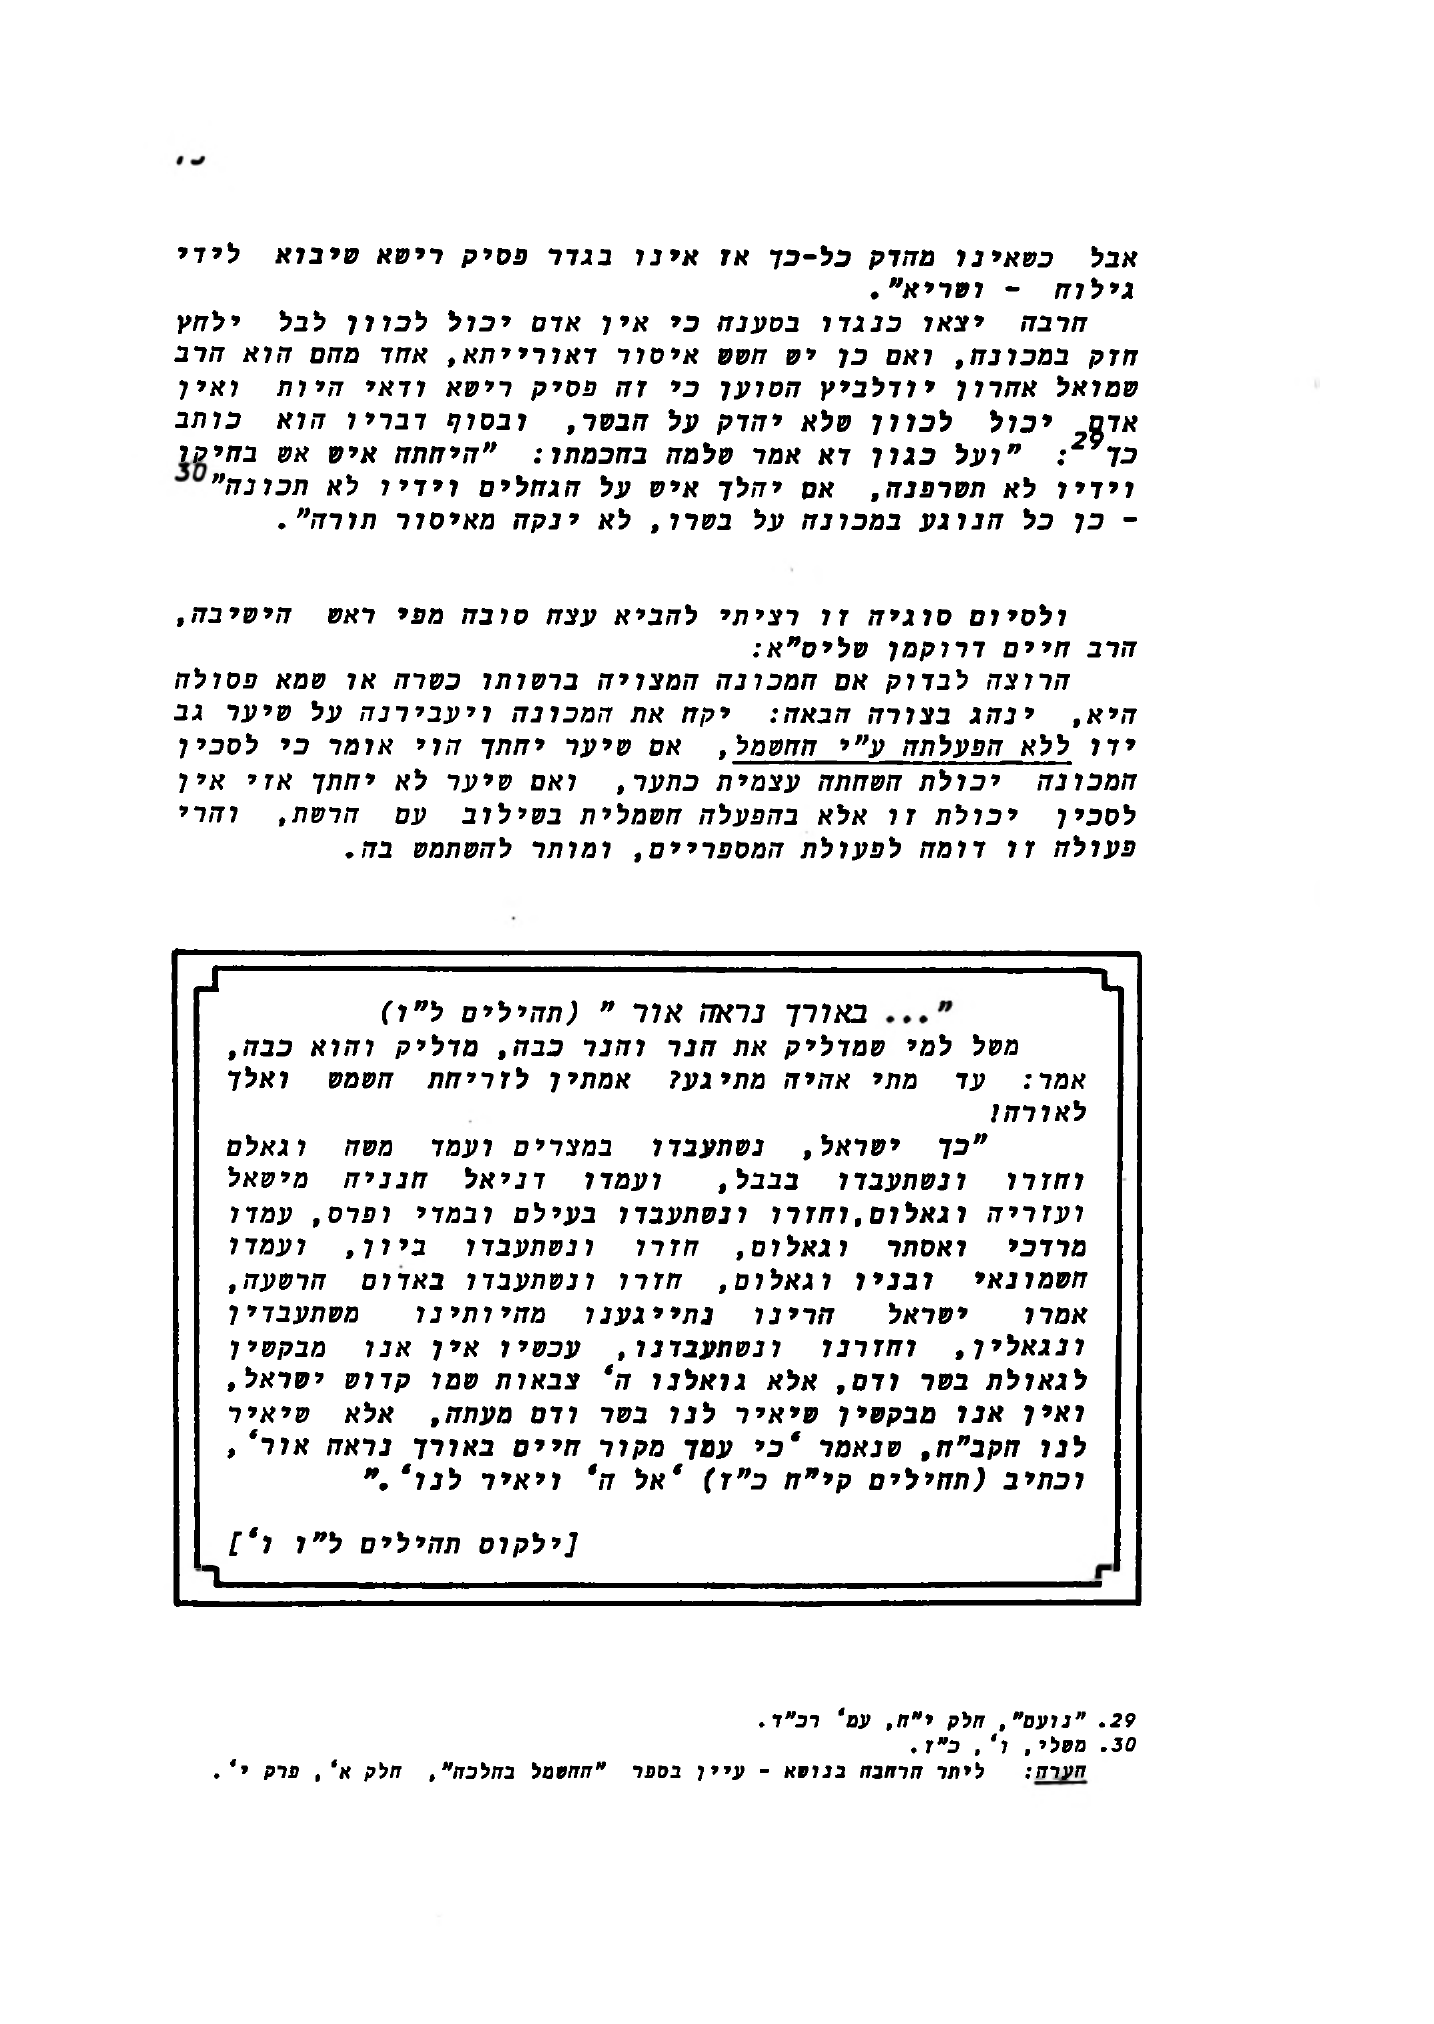 אבל כשאינו מהדק כל-כך אז אינו בגדר פסיק רישא שיבוא לידי
גילוח - ושריא".
הרבה יצאו כנגדו בטענה כי אין אדם יכול לכוון לבל ילחץ
חזק במכונה, ואם כן יש חשש איסור דאורייתא, אחד מהם הוא הרב
שמואל אהרון יודלביץ הטוען כי זה פסיק רישא ודאי היות ואין
אדם יכול לכוון שלא יהדק על הבשר, ובסוף דבריו הוא כותב
כך29: "ועל כגון דא אמר שלמה בחכמתו: "היחתה איש אש בחיקו
וידיו לא תשרפנה, אם יהלך איש על הגחלים וידיו לא תכונה"30
- כן כל הנוגע במכונה על בשרו, לא ינקה מאיסור תורה".
ולסיום סוגיה זו רציתי להביא עצה טובה מפי ראש הישיבה,
הרב חיים דרוקמן שליט"א:
הרוצה לבדוק אם המכונה המצויה ברשותו כשרה או שמא פסולה
היא, ינהג בצורה הבאה: יקח את המכונה ויעבירנה על שיער גב
ידו ללא הפעלתה ע"י החשמל, אם שיער יחתך הוי אומר כי לסכין
המכונה יכולת השחתה עצמית כתער, ואם שיער לא יחתך אזי אין
לסכין יכולת זו אלא בהפעלה חשמלית בשילוב עם הרשת, והרי
פעולה זו דומה לפעולת המספריים, ומותר להשתמש בה.
"... באורך נראה אור " (תהילים ל"ו)
משל למי שמדליק את הנר והנר כבה, מדליק והוא כבה,
אמר: עד מתי אהיה מתיגע? אמתין לזריחת השמש ואלך
לאורה!
"כך ישראל, נשתעבדו במצרים ועמד משה וגאלם
וחזרו ונשתעבדו בבבל, ועמדו דניאל חנניה מישאל
ועזריה וגאלום,וחזרו ונשתעבדו בעילם ובמדי ופרס, עמדו
מרדכי ואסתר וגאלום, חזרו ונשתעבדו ביון, ועמדו
חשמונאי ובניו וגאלום, חזרו ונשתעבדו באדום הרשעה,
אמרו ישראל הרינו נתייגענו מהיותינו משתעבדין
ונגאלין, וחזרנו ונשתעבדנו, עכשיו אין אנו מבקשין
לגאולת בשר ודם, אלא גואלנו ה' צבאות שמו קדוש ישראל,
ואין אנו מבקשין שיאיר לנו בשר ודם מעתה, אלא שיאיר
לנו הקב"ה, שנאמר 'כי עמך מקור חיים באורך נראה אור',
וכתיב (תהילים קי"ח כ"ז) 'אל ה' ויאיר לנו'."
[ילקוט תהילים ל"ו ו']
29. "נועם", חלק י"ח, עמ' רכ"ד.
30. משלי, ו', כ"ז.
הערה: ליתר הרחבה בנושא - עיין בספר "החשמל בהלכה", חלק א', פרק י'.